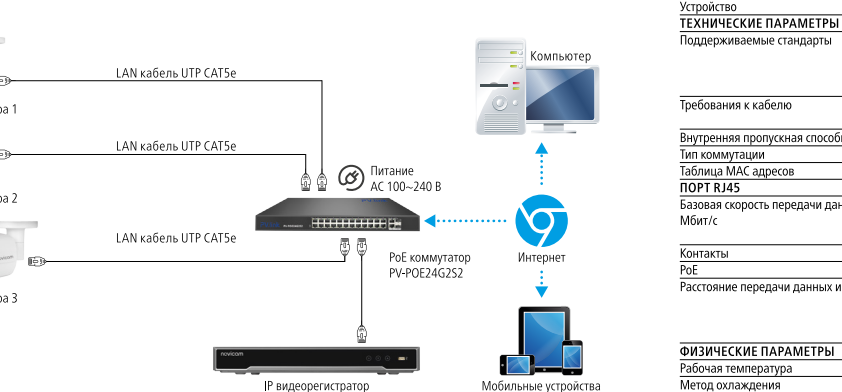 LAN кабель UTP CAT5e
ра 1
LAN кабель UTP CAT5e
ра 2
LAN кабель UTP CAT5e
ра 3
Питание
AC 100~240 В
PoE коммутатор
PV-POE24G2S2
Компьютер
Интернет
Мобильные устройства
novicom
IP видеорегистратор
Устройство
ТЕХНИЧЕСКИЕ ПАРАМЕТРЫ
Поддерживаемые стандарты
Требования к кабелю
Внутренняя пропускная способн
Тип коммутации
Таблица MAC адресов
ПОРТ RJ45
Базовая скорость передачи дан
Мбит/с
Контакты
PoE
Расстояние передачи данных и
ФИЗИЧЕСКИЕ ПАРАМЕТРЫ
Рабочая температура
Метод охлаждения